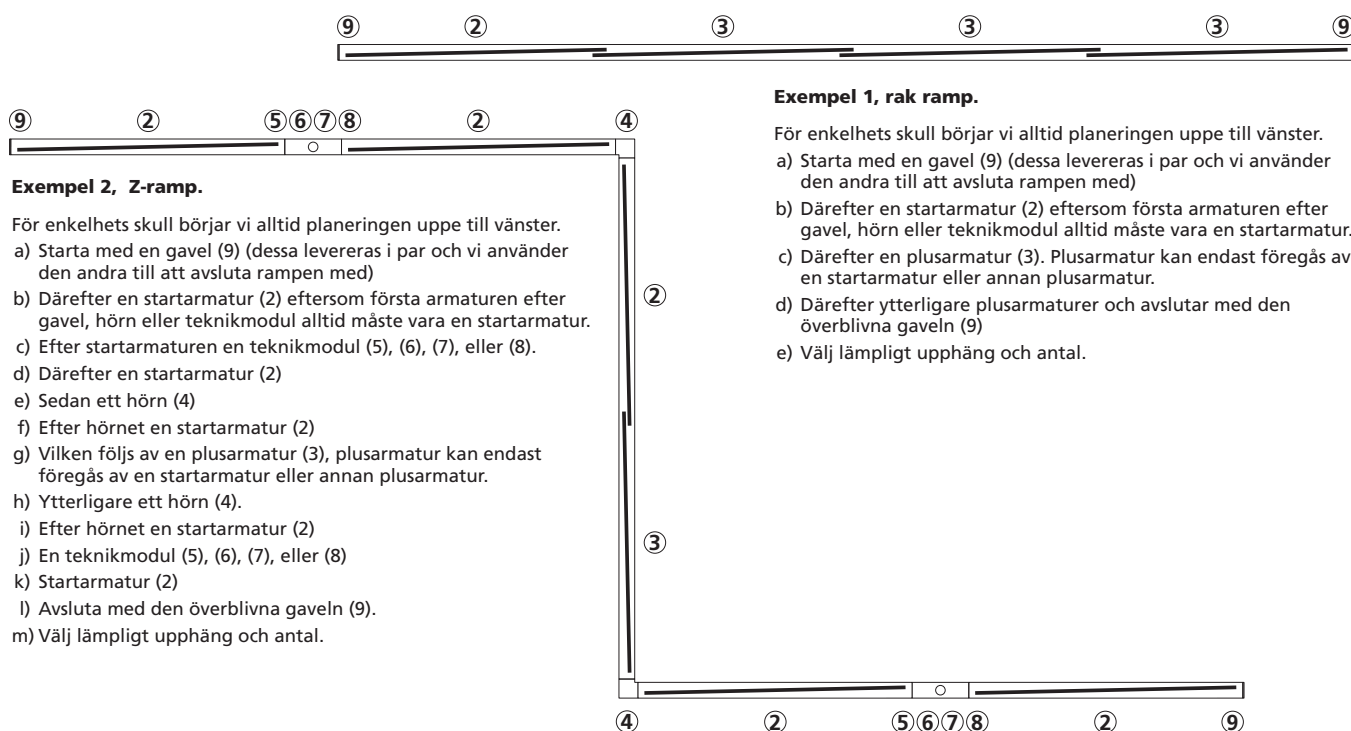 ⑨ ② ③ ③ ③ ⑨
⑨ ② ⑤⑥⑦⑧ ② ④
Exempel 2, Z-ramp.
För enkelhets skull börjar vi alltid planeringen uppe till vänster.
a) Starta med en gavel (9) (dessa levereras i par och vi använder
den andra till att avsluta rampen med)
b) Därefter en startarmatur (2) eftersom första armaturen efter
gavel, hörn eller teknikmodul alltid måste vara en startarmatur.
c) Efter startarmaturen en teknikmodul (5), (6), (7), eller (8).
d) Därefter en startarmatur (2)
e) Sedan ett hörn (4)
f) Efter hörnet en startarmatur (2)
g) Vilken följs av en plusarmatur (3), plusarmatur kan endast
föregås av en startarmatur eller annan plusarmatur.
h) Ytterligare ett hörn (4).
i) Efter hörnet en startarmatur (2)
j) En teknikmodul (5), (6), (7), eller (8)
k) Startarmatur (2)
l) Avsluta med den överblivna gaveln (9).
m) Välj lämpligt upphäng och antal.
②
③
Exempel 1, rak ramp.
För enkelhets skull börjar vi alltid planeringen uppe till vänster.
a) Starta med en gavel (9) (dessa levereras i par och vi använder
den andra till att avsluta rampen med)
b) Därefter en startarmatur (2) eftersom första armaturen efter
gavel, hörn eller teknikmodul alltid måste vara en startarmatur.
c) Därefter en plusarmatur (3). Plusarmatur kan endast föregås av
en startarmatur eller annan plusarmatur.
d) Därefter ytterligare plusarmaturer och avslutar med den
överblivna gaveln (9)
e) Välj lämpligt upphäng och antal.
④ ② ⑤⑥⑦⑧ ② ⑨